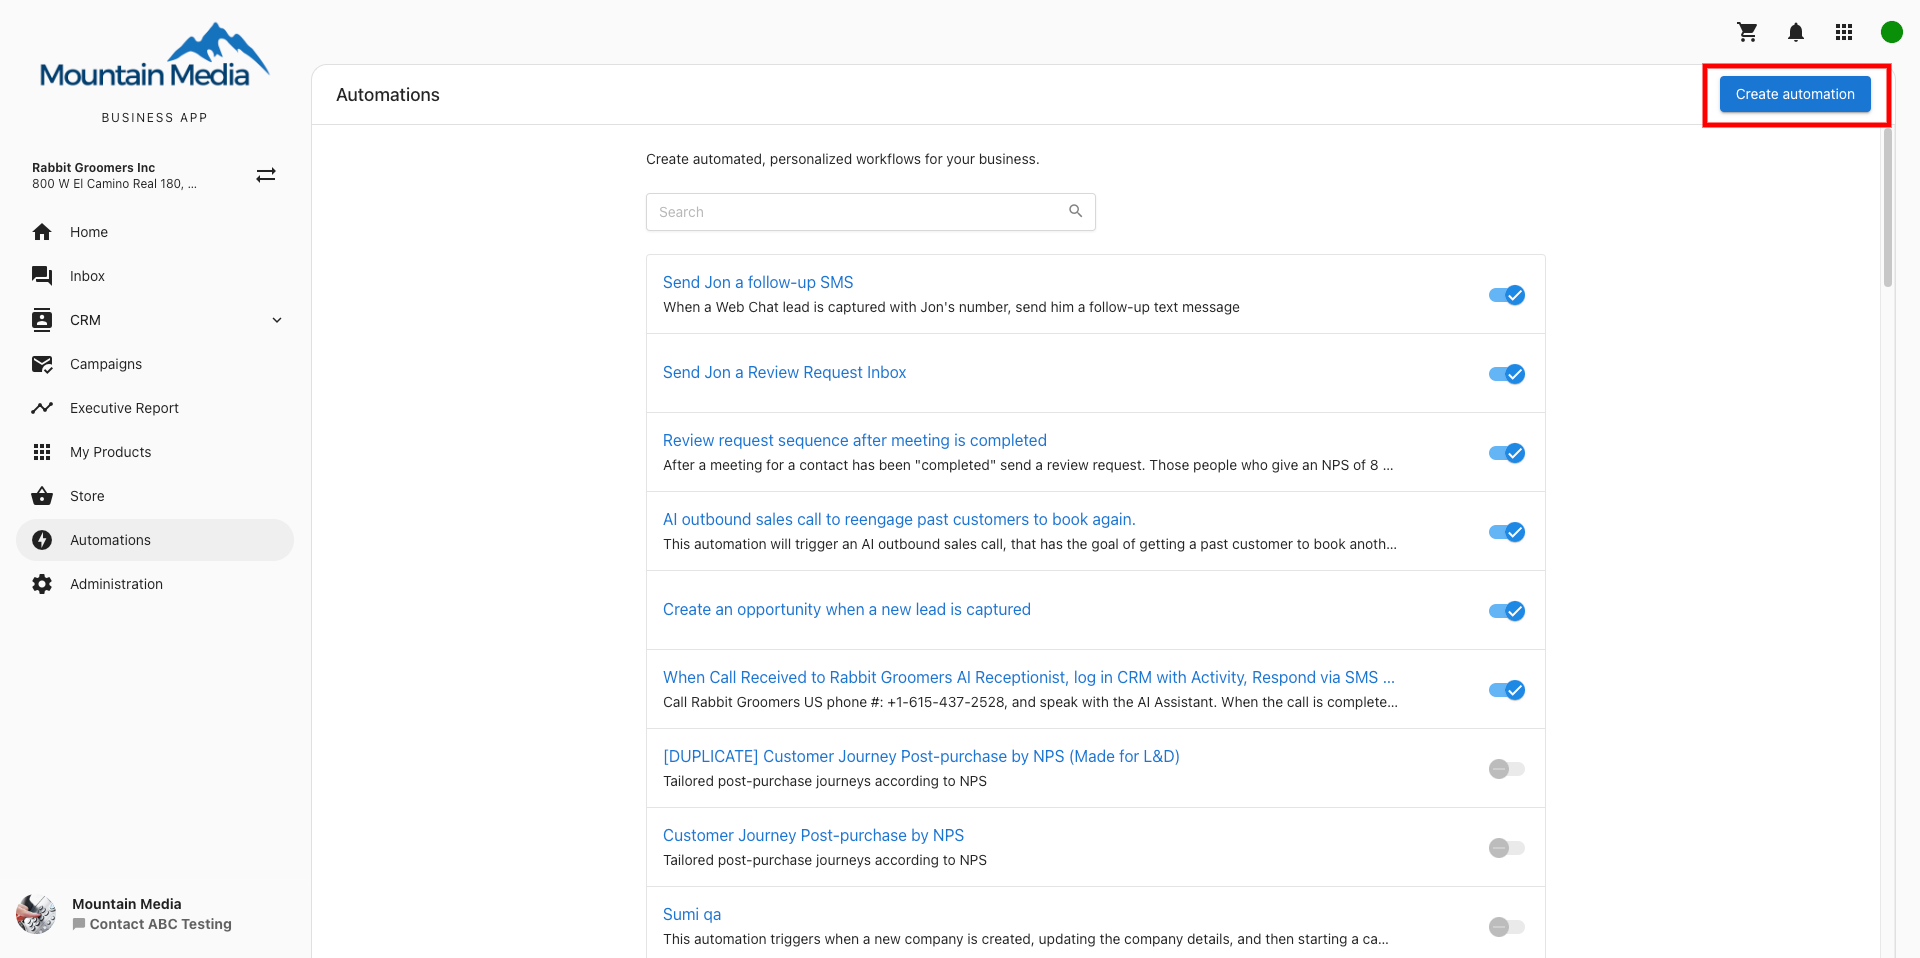 Mountain Media
BUSINESS APP
Rabbit Groomers Inc
800 W El Camino Real 180, ...
Home
Inbox
CRM
Campaigns
Executive Report
My Products
Store
Automations
Administration
Mountain Media
Contact ABC Testing
Automations
Create automation
Create automated, personalized workflows for your business.
Search
Send Jon a follow-up SMS
When a Web Chat lead is captured with Jon's number, send him a follow-up text message
Send Jon a Review Request Inbox
Review request sequence after meeting is completed
After a meeting for a contact has been "completed" send a review request. Those people who give an NPS of 8 ...
AI outbound sales call to reengage past customers to book again.
This automation will trigger an AI outbound sales call, that has the goal of getting a past customer to book anoth...
Create an opportunity when a new lead is captured
When Call Received to Rabbit Groomers AI Receptionist, log in CRM with Activity, Respond via SMS ...
Call Rabbit Groomers US phone #: +1-615-437-2528, and speak with the AI Assistant. When the call is complete...
[DUPLICATE] Customer Journey Post-purchase by NPS (Made for L&D)
Tailored post-purchase journeys according to NPS
Customer Journey Post-purchase by NPS
Tailored post-purchase journeys according to NPS
Sumi qa
This automation triggers when a new company is created, updating the company details, and then starting a ca...